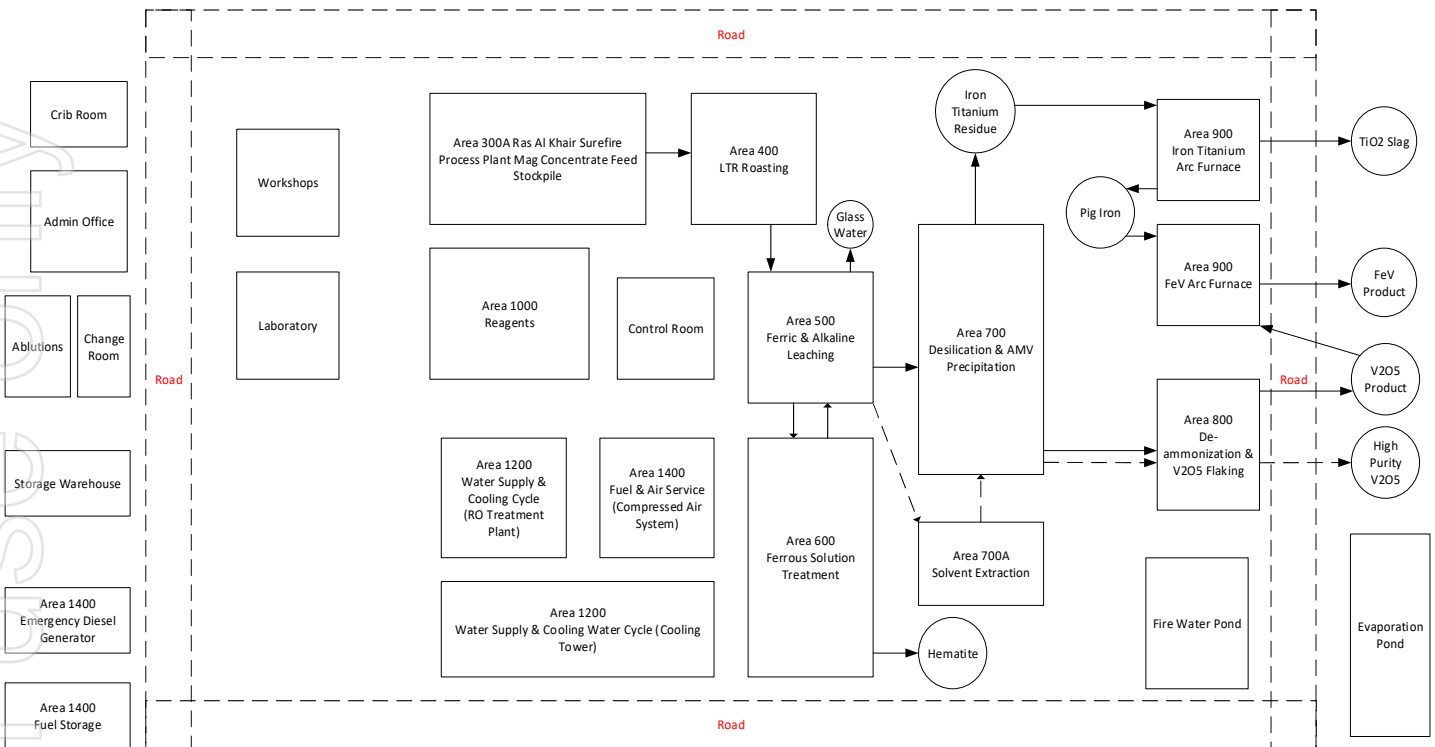 Road
Crib Room
Admin Office
Ablutions
Change
Room
Storage Warehouse
Area 1400
Emergency Diesel
Generator
Area 1400
Fuel Storage
Road
Workshops
Laboratory
Area 300A Ras Al Khair Surefire
Process Plant Mag Concentrate Feed
Stockpile
Area 400
LTR Roasting
Area 1000
Reagents
Control Room
Glass
Water
Area 500
Ferric & Alkaline
Leaching
Area 1200
Water Supply &
Cooling Cycle
(RO Treatment
Plant)
Area 1400
Fuel & Air Service
(Compressed Air
System)
Area 1200
Water Supply & Cooling Water Cycle (Cooling
Tower)
Area 600
Ferrous Solution
Treatment
Hematite
Iron
Titanium
Residue
Area 700
Desilication & AMV
Precipitation
Area 700A
Solvent Extraction
Area 900
Iron Titanium
Arc Furnace
Pig Iron
Area 900
FeV Arc Furnace
Area 800
De-
ammonization &
V2O5 Flaking
Fire Water Pond
Road
TiO2 Slag
FeV
Product
V2O5
Product
High
Purity
V2O5
Evaporation
Pond
Road
use only